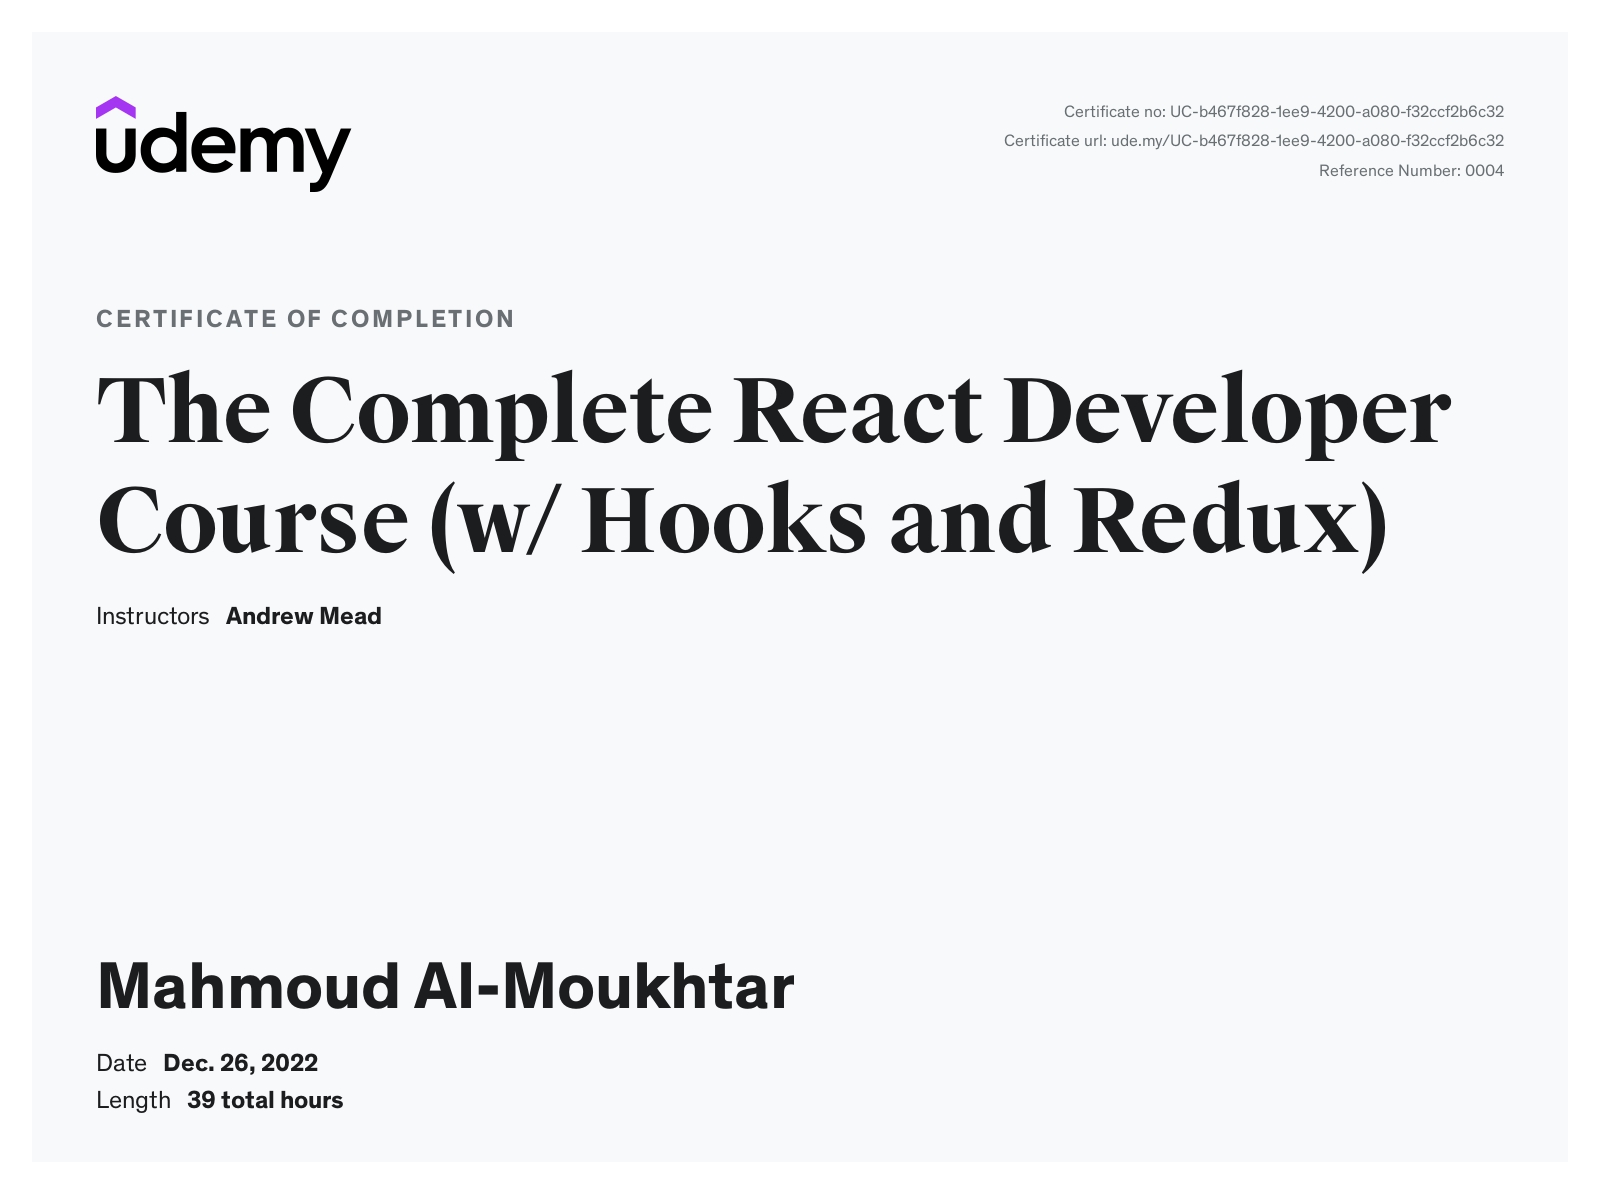 udemy
Certificate no: UC-b467f828-1ee9-4200-a080-f32ccf2b6c32
Certificate url: ude.my/UC-b467f828-1ee9-4200-a080-f32ccf2b6c32
Reference Number: 0004
CERTIFICATE OF COMPLETION
The Complete React Developer
Course (w/ Hooks and Redux)
Instructors Andrew Mead
Mahmoud Al-Moukhtar
Date Dec. 26, 2022
Length 39 total hours